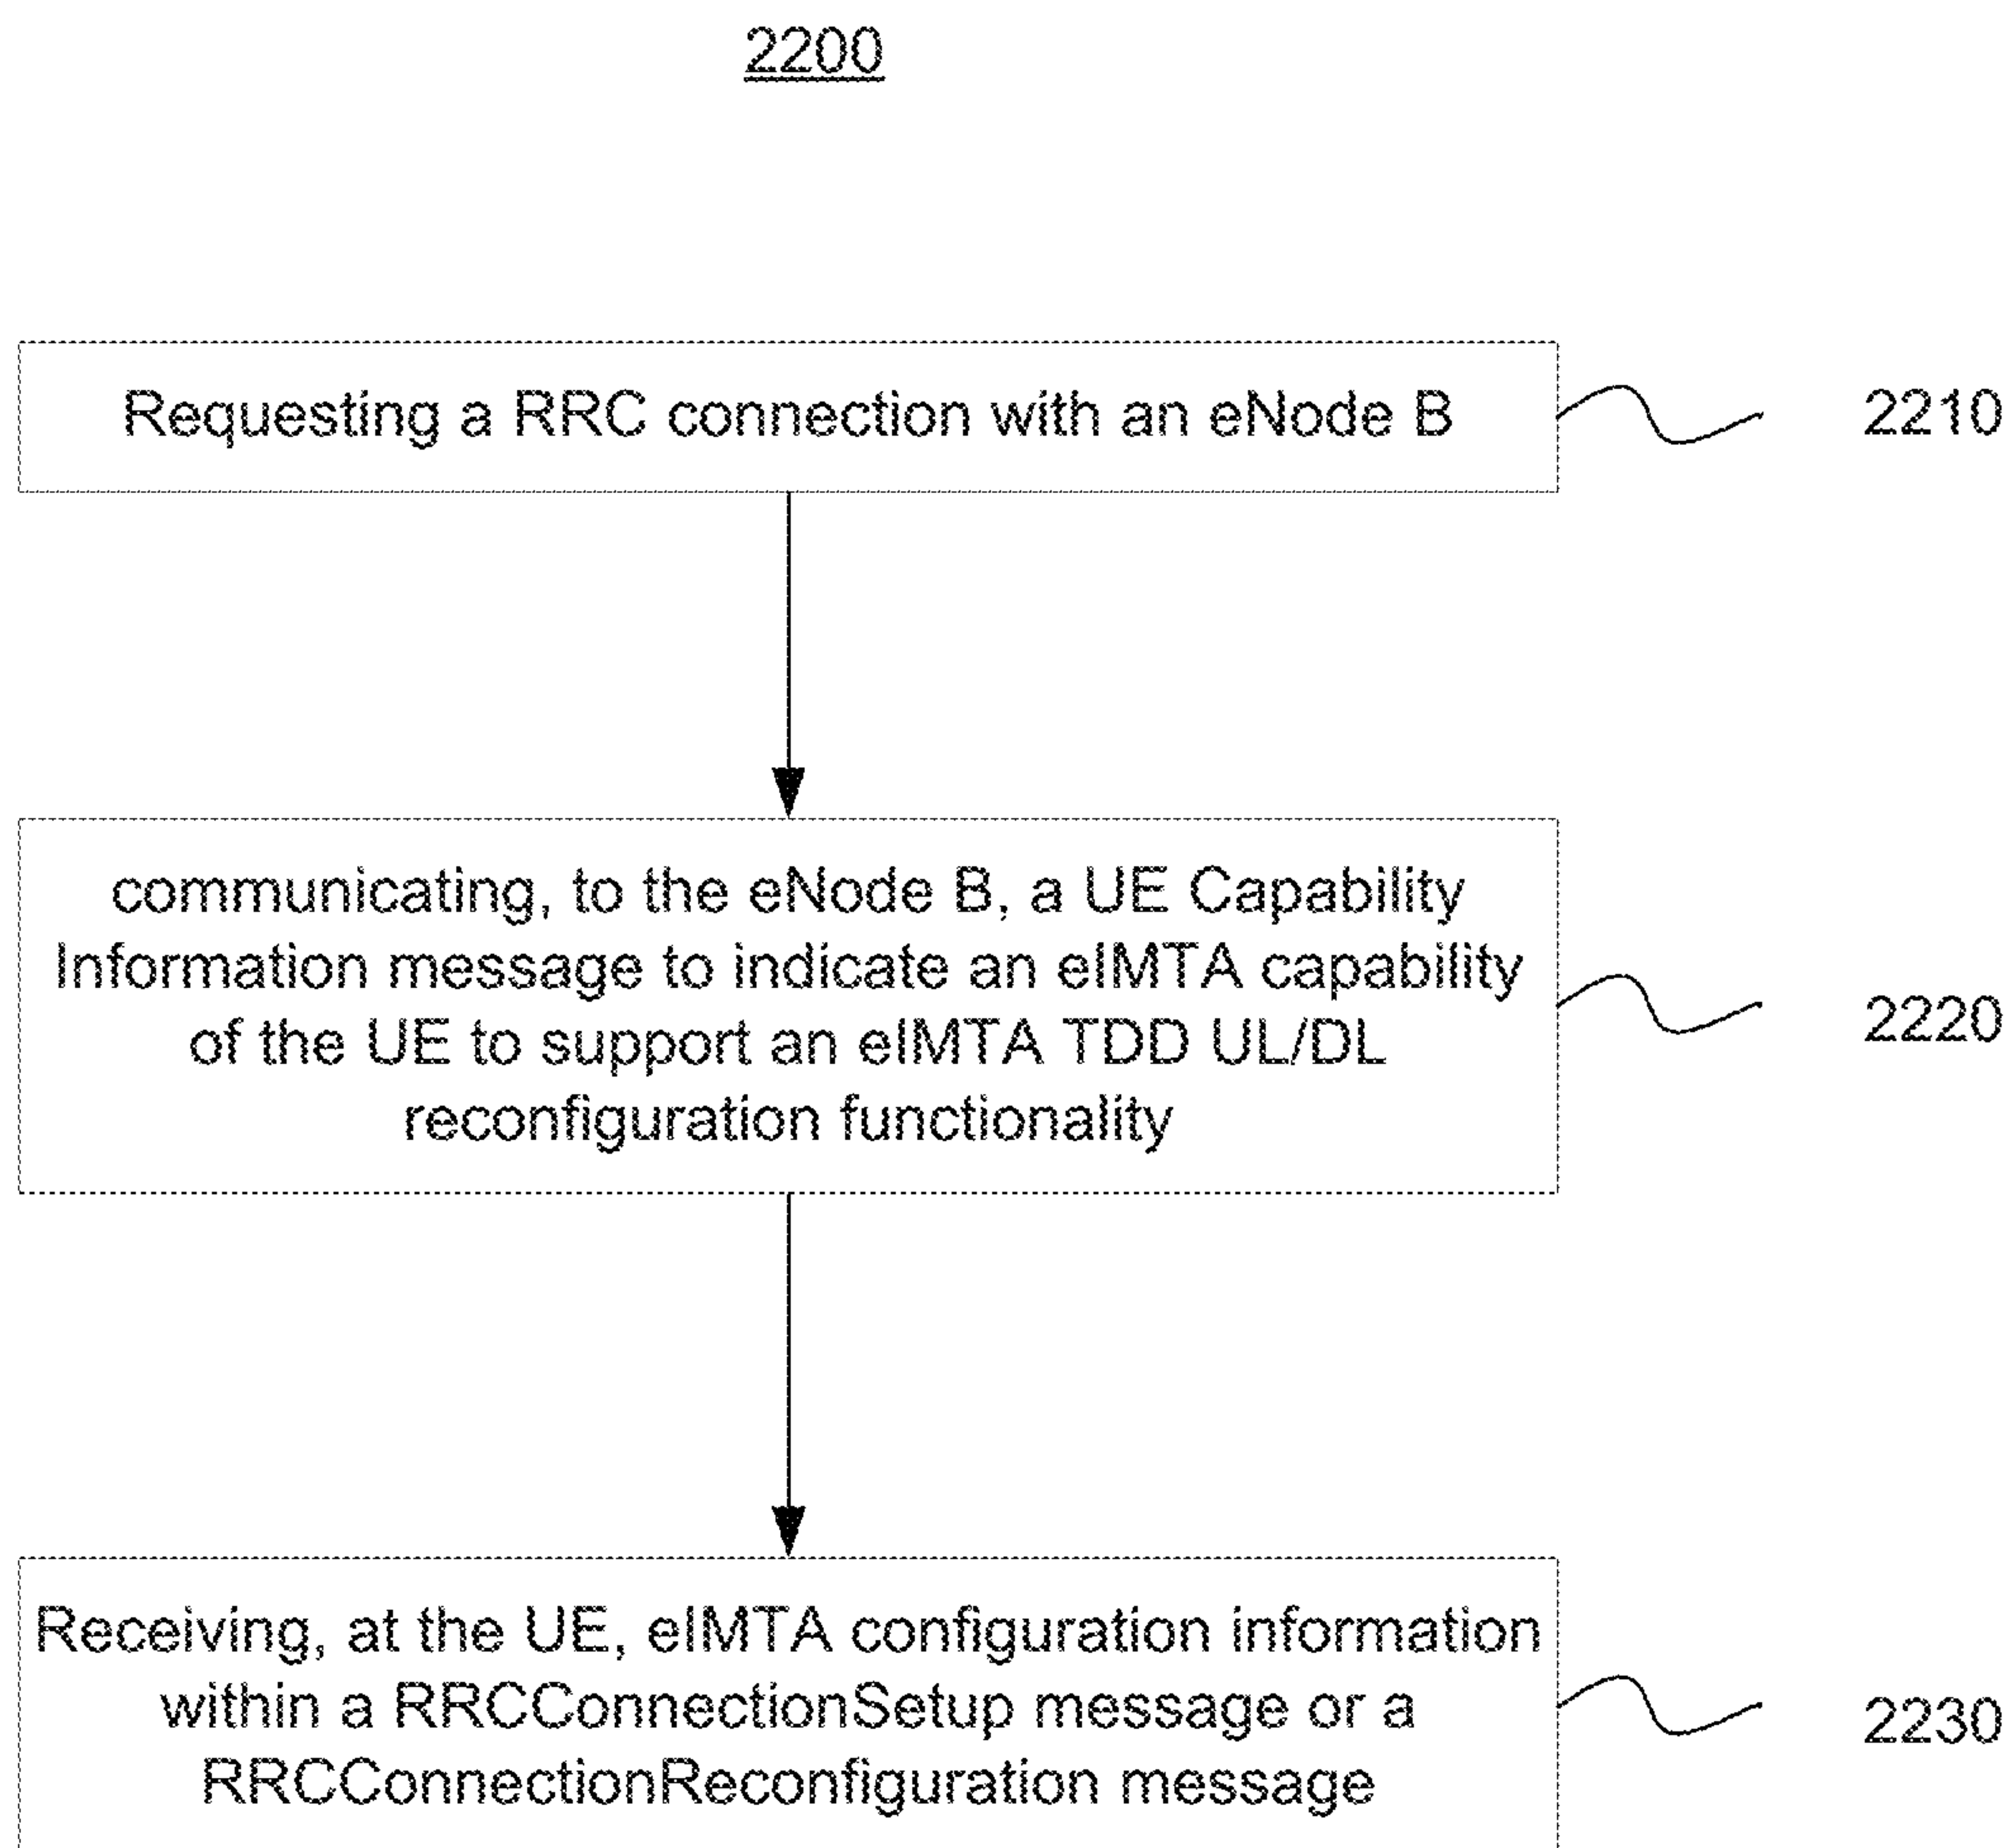 2200
Requesting a RRC connection with an eNode B
2210
communicating, to the eNode B, a UE Capability
Information message to indicate an eIMTA capability
of the UE to support an eIMTA TDD UL/DL
reconfiguration functionality
2220
Receiving, at the UE, eIMTA configuration information
within a RRCConnectionSetup message or a
RRCConnectionReconfiguration message
2230